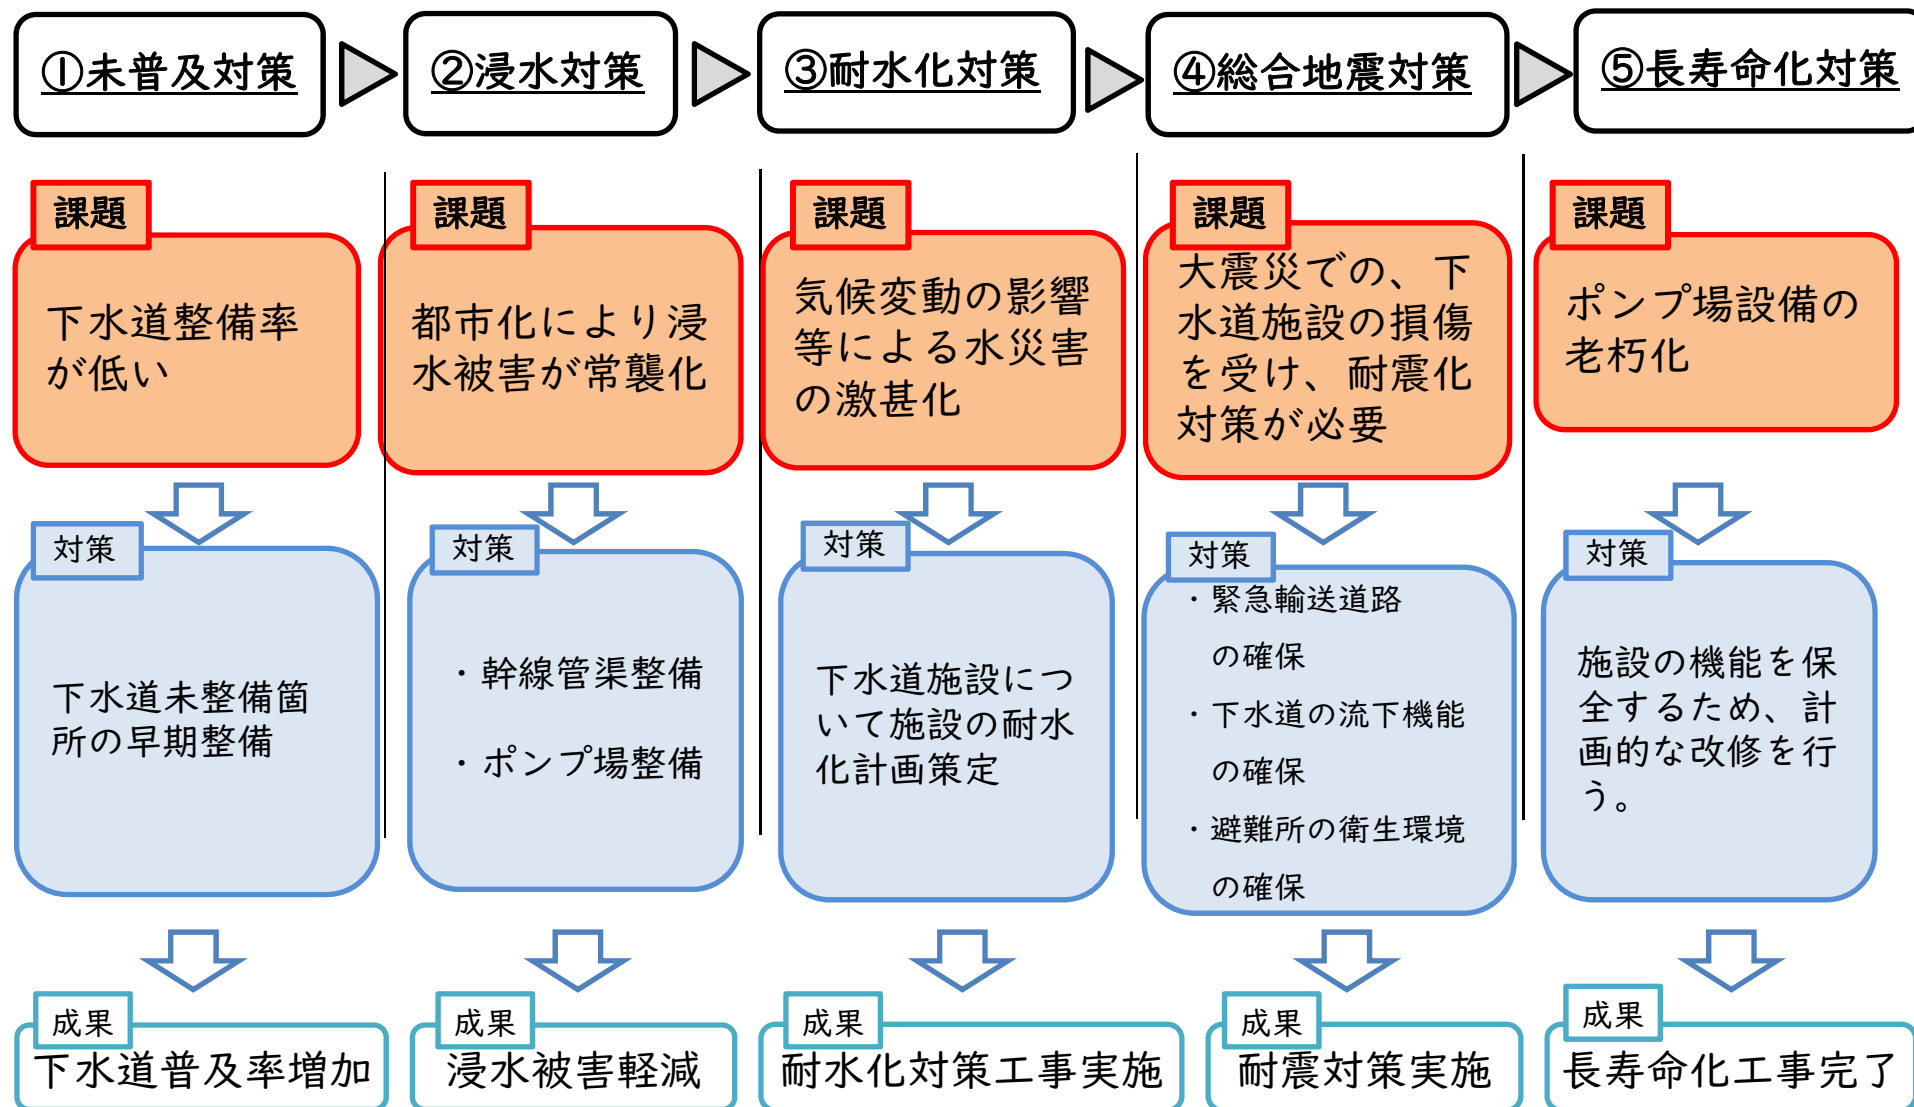 ①未普及対策
②浸水対策
③耐水化対策
④総合地震対策
⑤長寿命化対策
課題
下水道整備率
が低い
対策
下水道未整備箇
所の早期整備
成果
下水道普及率増加
課題
都市化により浸
水被害が常襲化
対策
・幹線管渠整備
・ポンプ場整備
成果
浸水被害軽減
課題
気候変動の影響
等による水災害
の激甚化
対策
下水道施設につ
いて施設の耐水
化計画策定
成果
耐水化対策工事実施
課題
大震災での、下
水道施設の損傷
を受け、耐震化
対策が必要
対策
・緊急輸送道路
の確保
・下水道の流下機能
の確保
・避難所の衛生環境
の確保
成果
耐震対策実施
課題
ポンプ場設備の
老朽化
対策
施設の機能を保
全するため、計
画的な改修を行
う。
成果
長寿命化工事完了